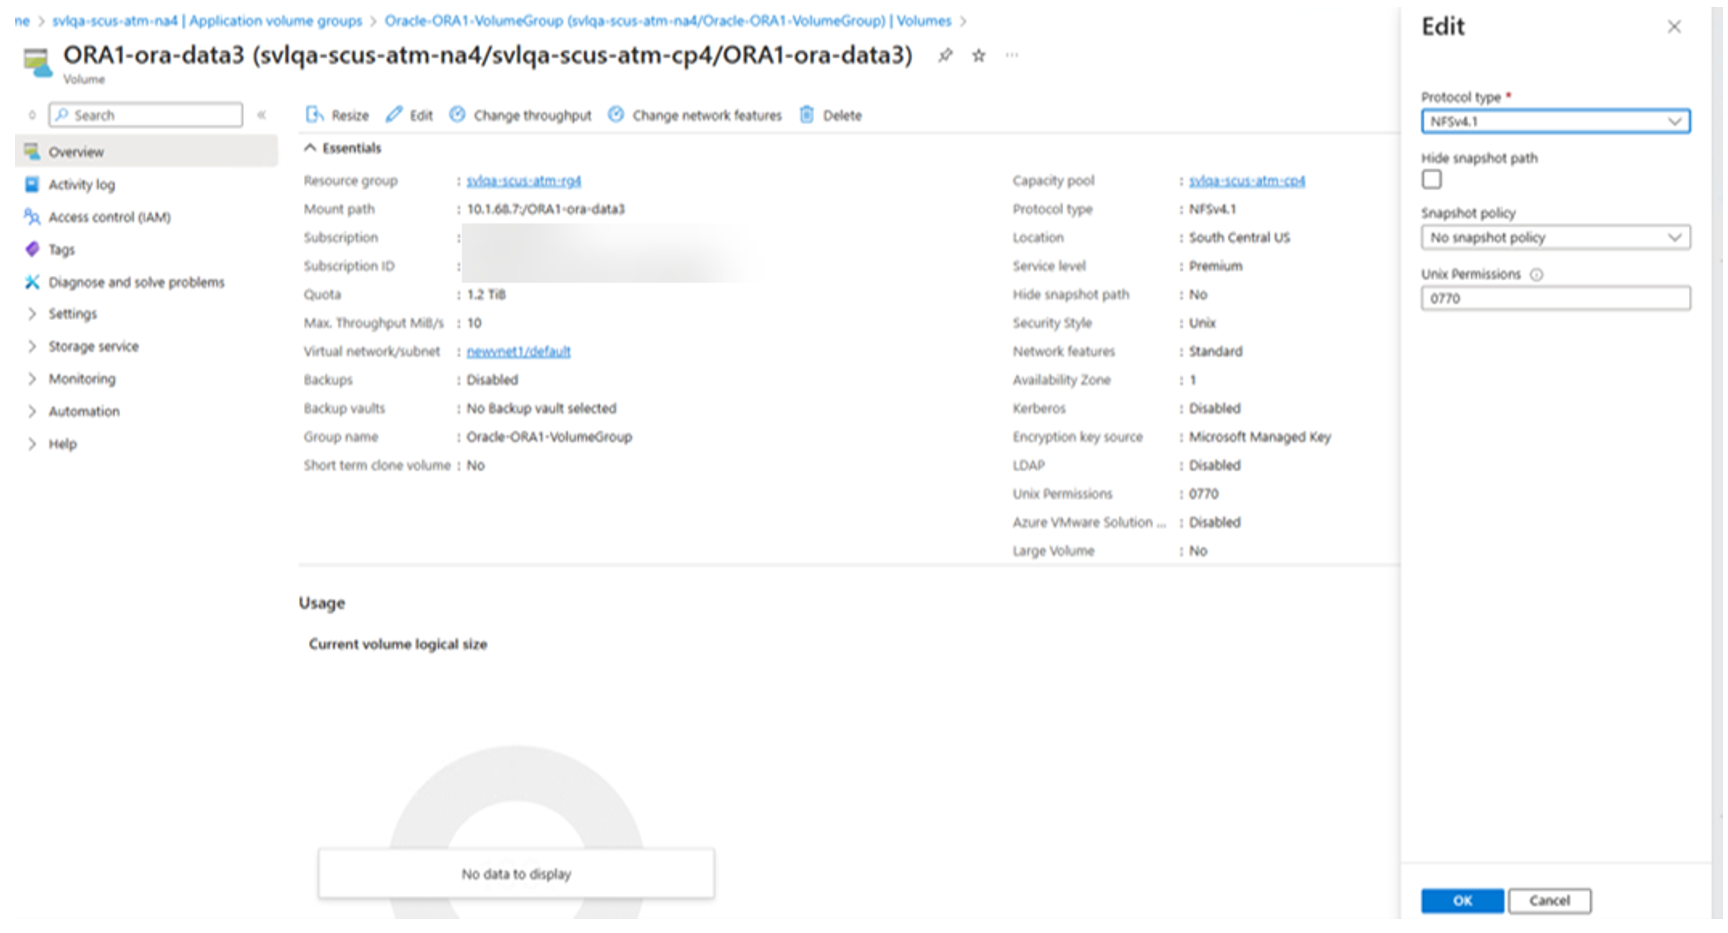 ne > svlqa-scus-atm-na4 | Application volume groups > Oracle-ORA1-VolumeGroup (svlqa-scus-atm-na4/Oracle-ORA1-VolumeGroup) | Volumes >
ORA1-ora-data3 (svlqa-scus-atm-na4/svlqa-scus-atm-cp4/ORA1-ora-data3) ...
Volume
Search
Overview
Activity log
Access control (IAM)
Tags
Diagnose and solve problems
Settings
Storage service
Monitoring
Automation
Help
Resize Edit Change throughput Change network features Delete
Essentials
Resource group : svlqa-scus-atm-rg4
Mount path : 10.1.68.7:/ORA1-ora-data3
Subscription :
Subscription ID :
Quota : 1.2 TiB
Max. Throughput MiB/s : 10
Virtual network/subnet : newvnet1/default
Backups : Disabled
Backup vaults : No Backup vault selected
Group name : Oracle-ORA1-VolumeGroup
Short term clone volume : No
Capacity pool : svlqa-scus-atm-cp4
Protocol type : NFSv4.1
Location : South Central US
Service level : Premium
Hide snapshot path : No
Security Style : Unix
Network features : Standard
Availability Zone : 1
Kerberos : Disabled
Encryption key source : Microsoft Managed Key
LDAP : Disabled
Unix Permissions : 0770
Azure VMware Solution ... : Disabled
Large Volume : No
Usage
Current volume logical size
No data to display
Edit
Protocol type *
NFSv4.1
Hide snapshot path
Snapshot policy
No snapshot policy
Unix Permissions
0770
OK Cancel